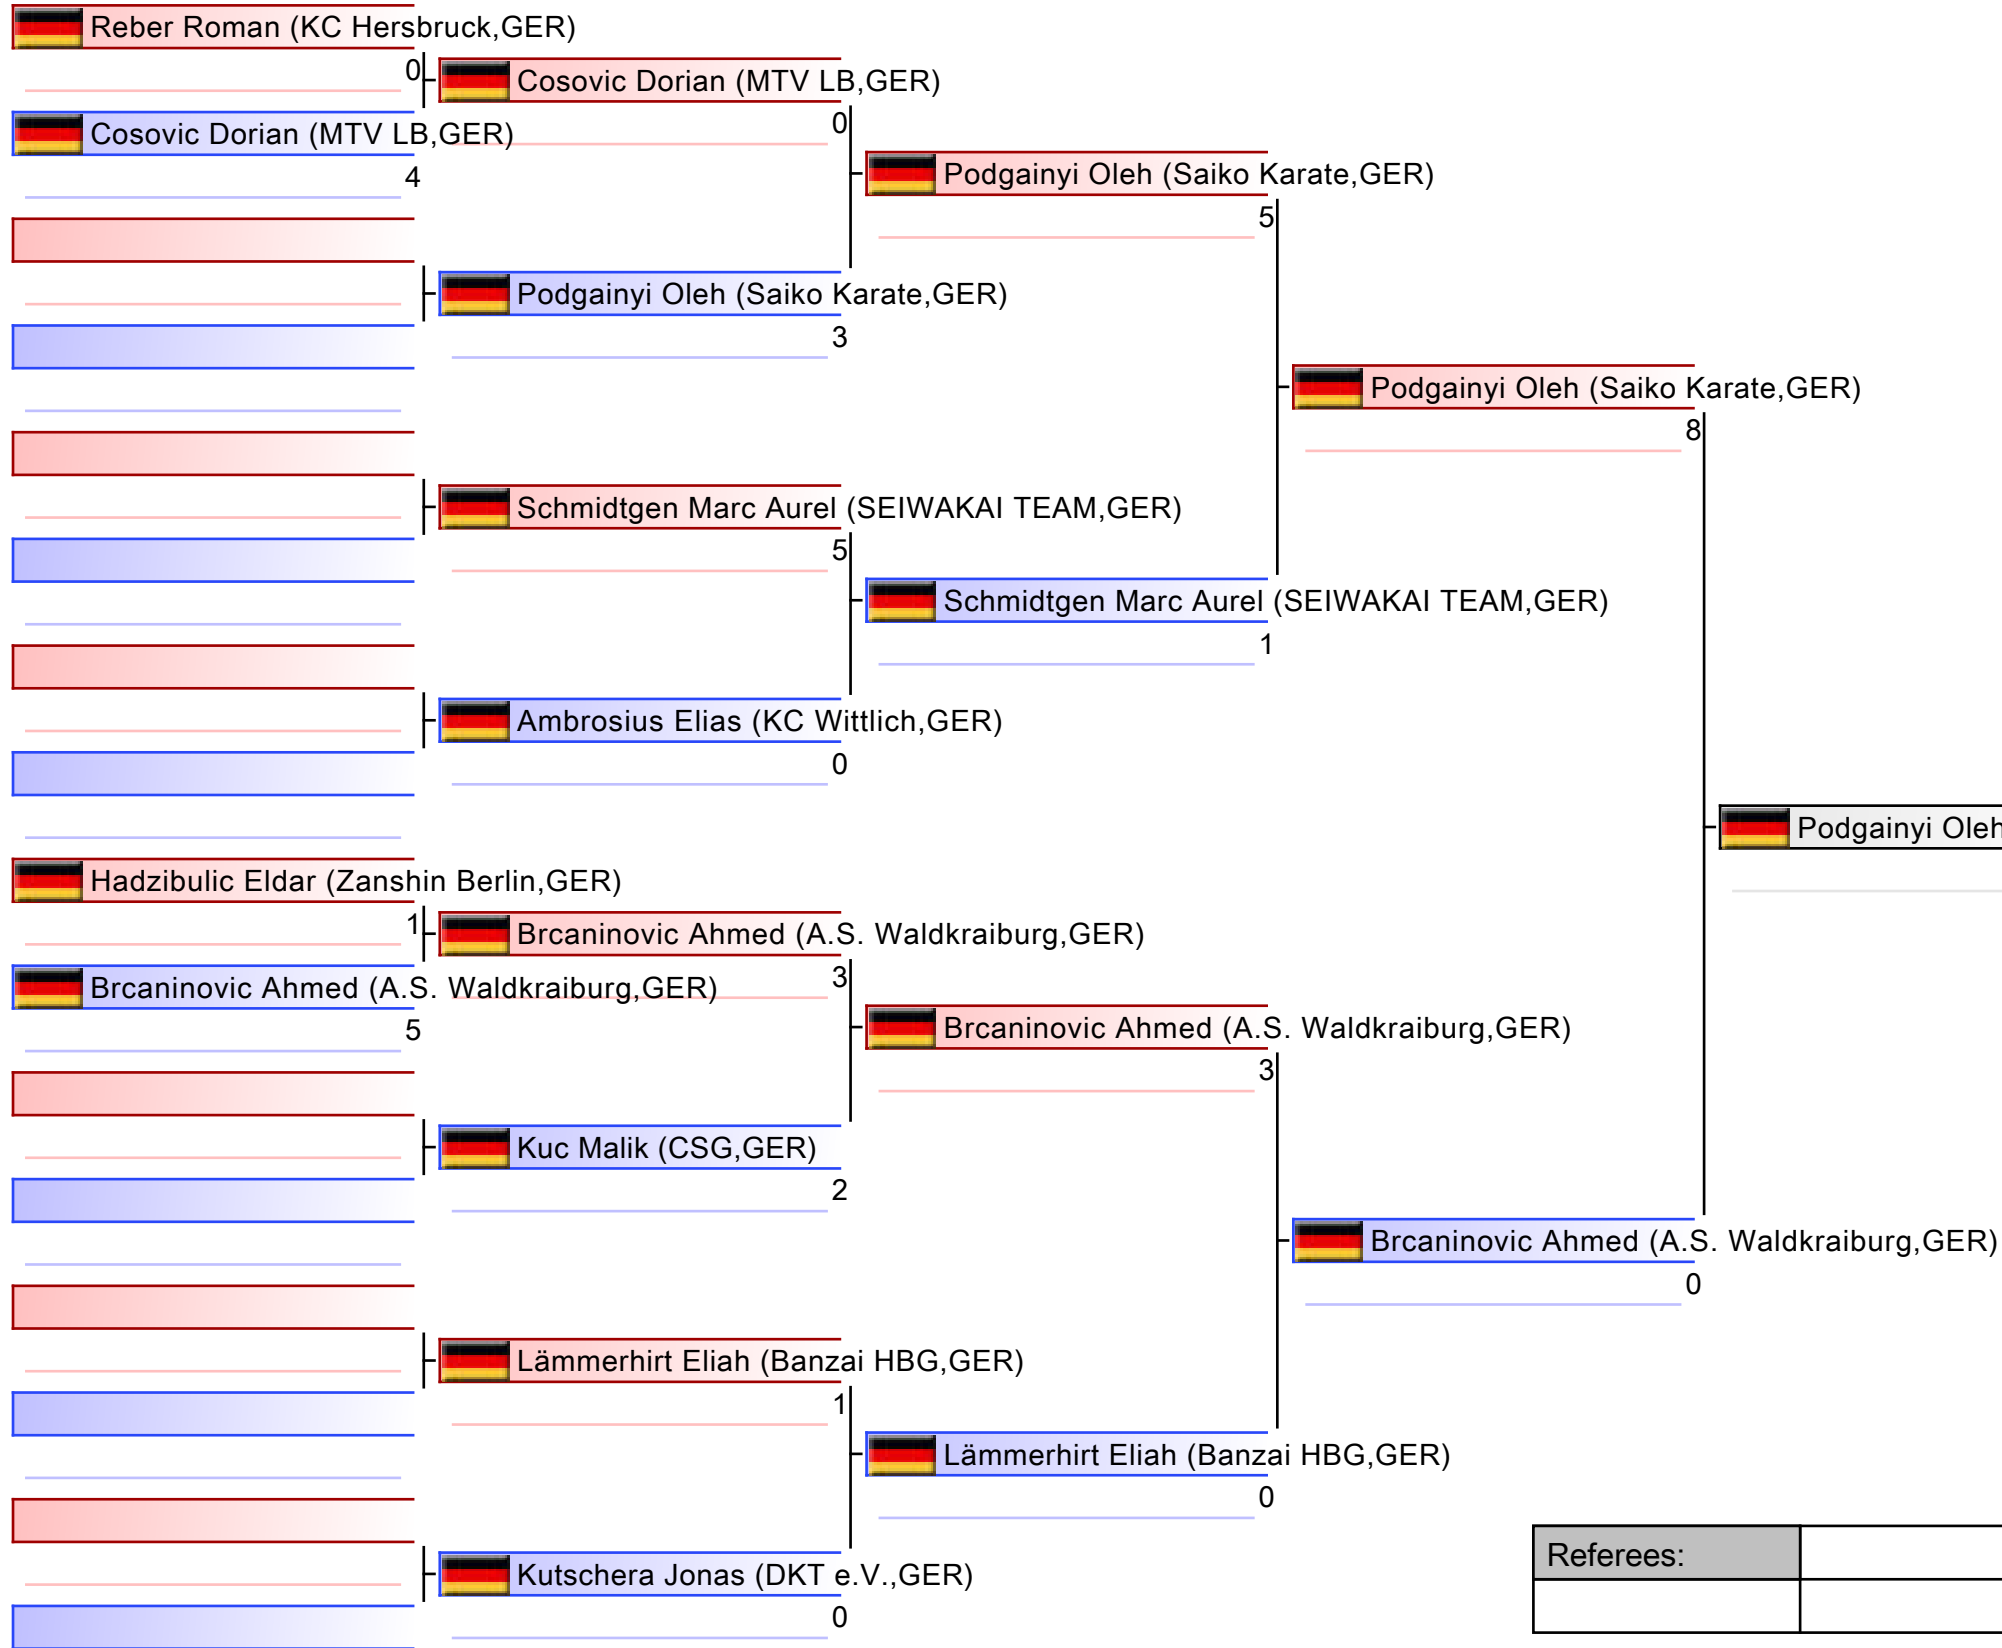 Reber Roman (KC Hersbruck,GER)
0
Cosovic Dorian (MTV LB,GER)
4
Cosovic Dorian (MTV LB,GER)
0
Podgainyi Oleh (Saiko Karate,GER)
3
Podgainyi Oleh (Saiko Karate,GER)
5
Schmidtgen Marc Aurel (SEIWAKAI TEAM,GER)
5
Ambrosius Elias (KC Wittlich,GER)
0
Schmidtgen Marc Aurel (SEIWAKAI TEAM,GER)
1
Podgainyi Oleh (Saiko Karate,GER)
8
Podgainyi Oleh
Hadzibulic Eldar (Zanshin Berlin,GER)
1
Brcaninovic Ahmed (A.S. Waldkraiburg,GER)
5
Brcaninovic Ahmed (A.S. Waldkraiburg,GER)
3
Kuc Malik (CSG,GER)
2
Brcaninovic Ahmed (A.S. Waldkraiburg,GER)
3
Lämmerhirt Eliah (Banzai HBG,GER)
1
Kutschera Jonas (DKT e.V.,GER)
0
Lämmerhirt Eliah (Banzai HBG,GER)
0
Brcaninovic Ahmed (A.S. Waldkraiburg,GER)
0
Referees: